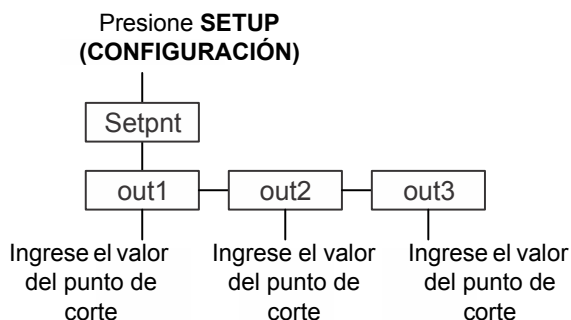 Presione SETUP
(CONFIGURACIÓN)
Setpnt
out1
out2
out3
Ingrese el valor
del punto de
corte
Ingrese el valor
del punto de
corte
Ingrese el valor
del punto de
corte